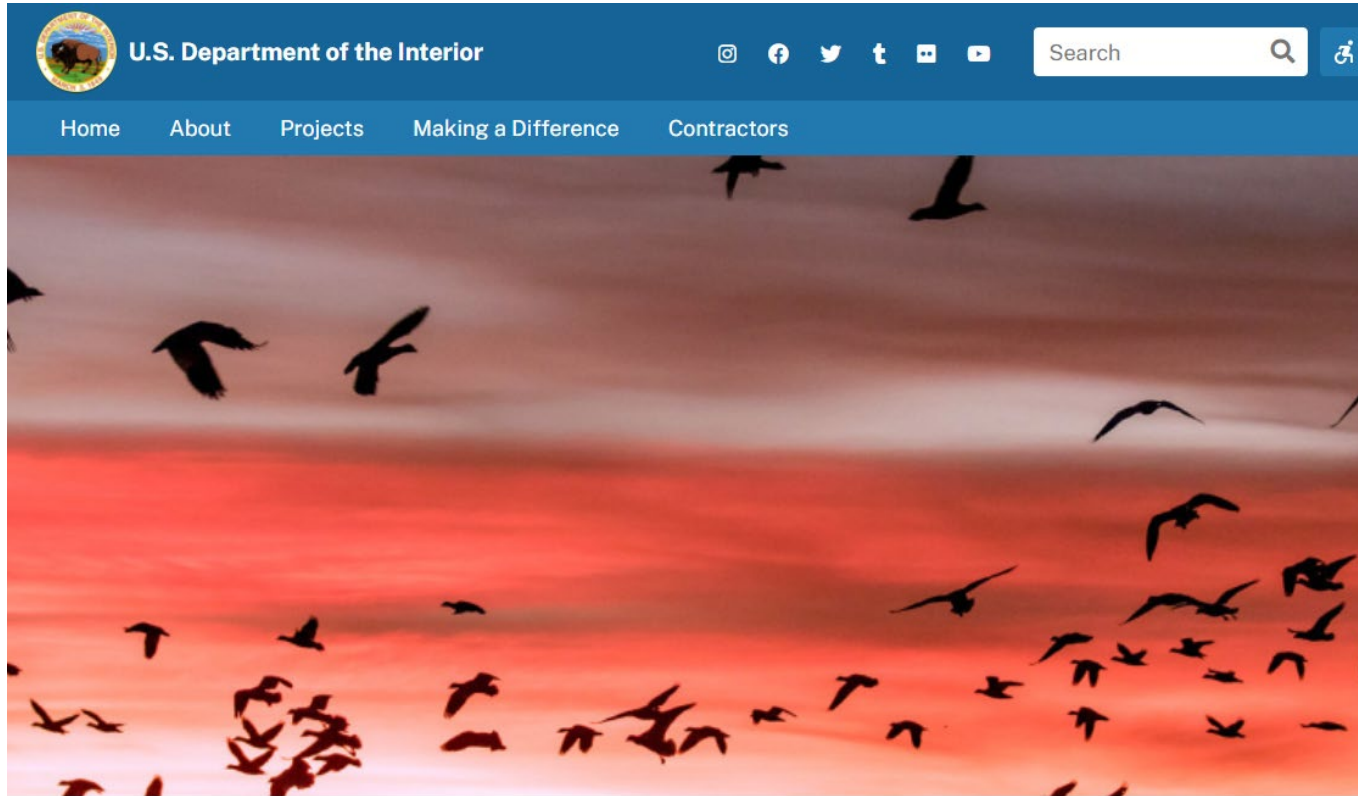 U.S. Department of the Interior
Search
Home About Projects Making a Difference Contractors